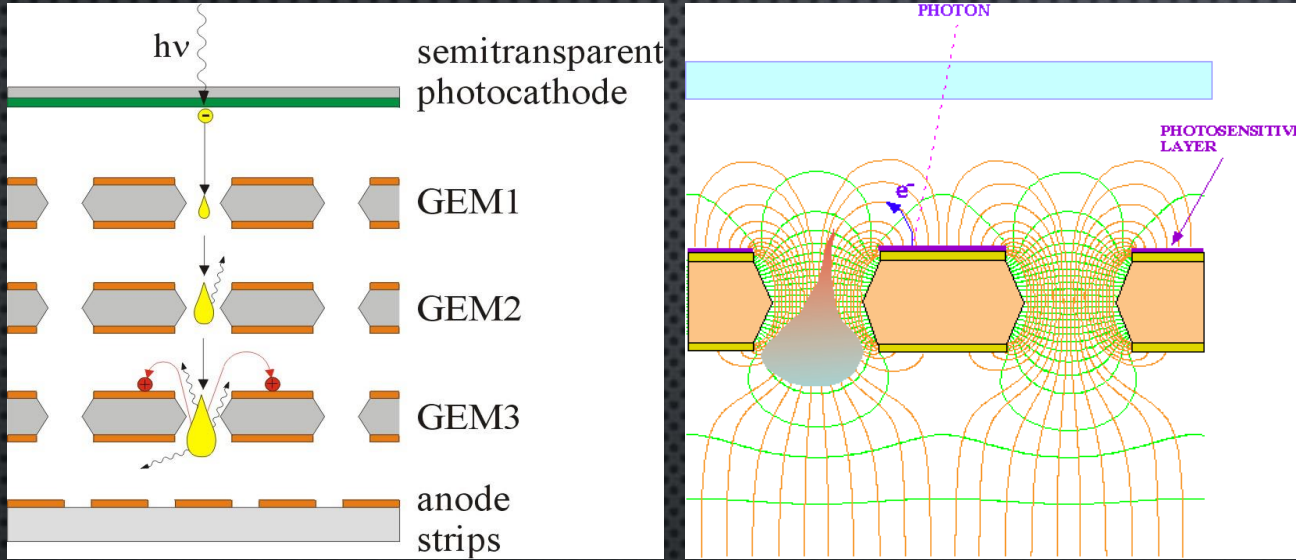 hν
semitransparent
photocathode
GEM1
GEM2
GEM3
anode
strips
PHOTON
PHOTOSENSITIVE
LAYER
e-